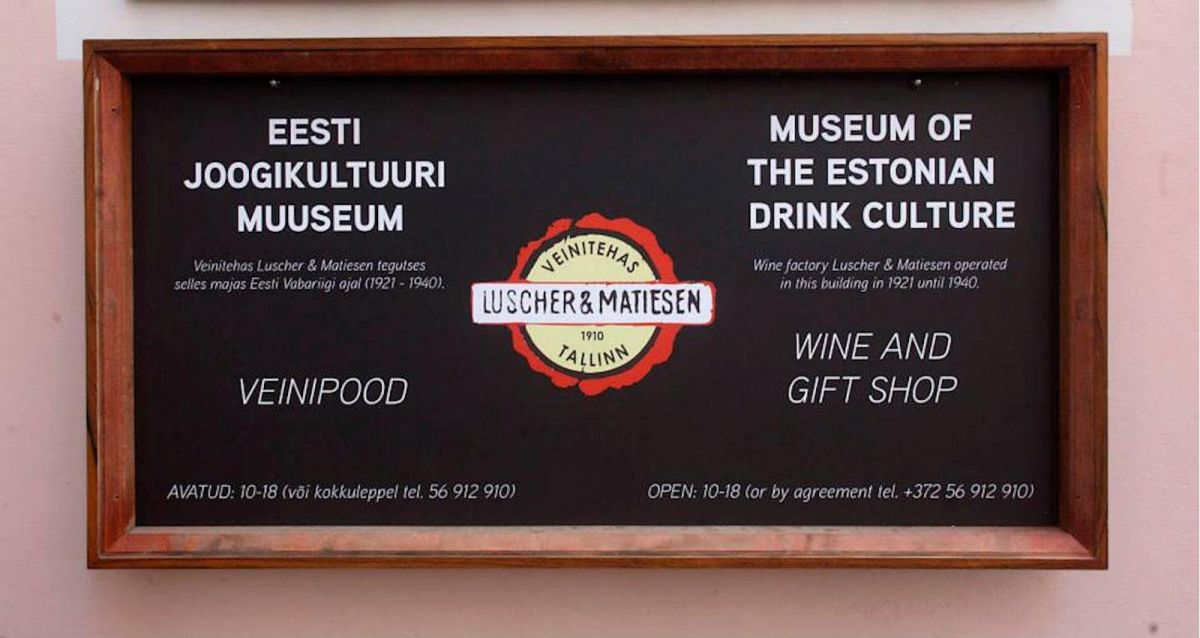 EESTI
JOOGIKULTUURI
MUUSEUM
Veinitehas Luscher & Matiesen tegutses
selles majas Eesti Vabariigi ajal (1921 - 1940).
VEINIPOOD
AVATUD: 10-18 (või kokkuleppel tel. 56 912 910)
VEINITEHAS
LUSCHER & MATIESEN
1910
TALLINN
MUSEUM OF
THE ESTONIAN
DRINK CULTURE
Wine factory Luscher & Matiesen operated
in this building in 1921 until 1940.
WINE AND
GIFT SHOP
OPEN: 10-18 (or by agreement tel. +372 56 912 910)